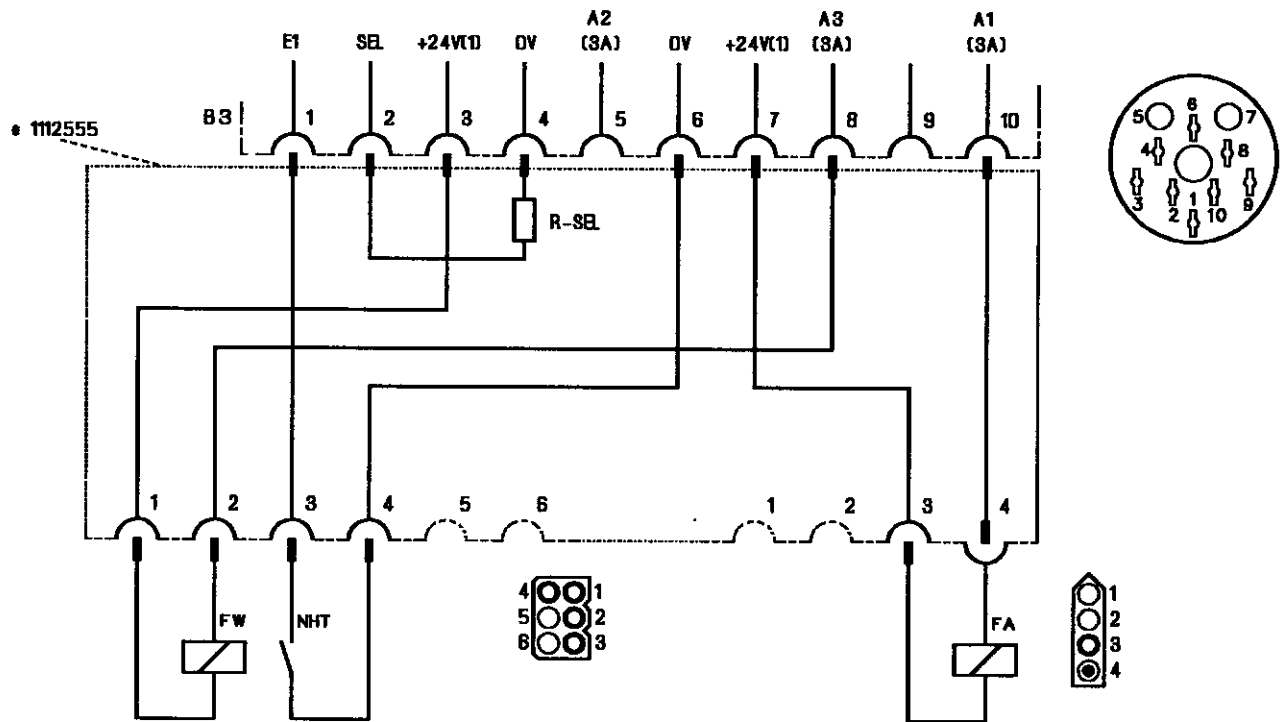 A2 A3 A1
E1 SEL +24V(1) 0V (3A) 0V +24V(1) (3A) (3A)
B3 1 2 3 4 5 6 7 8 9 10
* 1112555
R-SEL
6
5 7
4 8
3 2 1 10 9
1 2 3 4 5 6 1 2 3 4
FW NHT FA
4 1
5 2
6 3
1
2
3
4